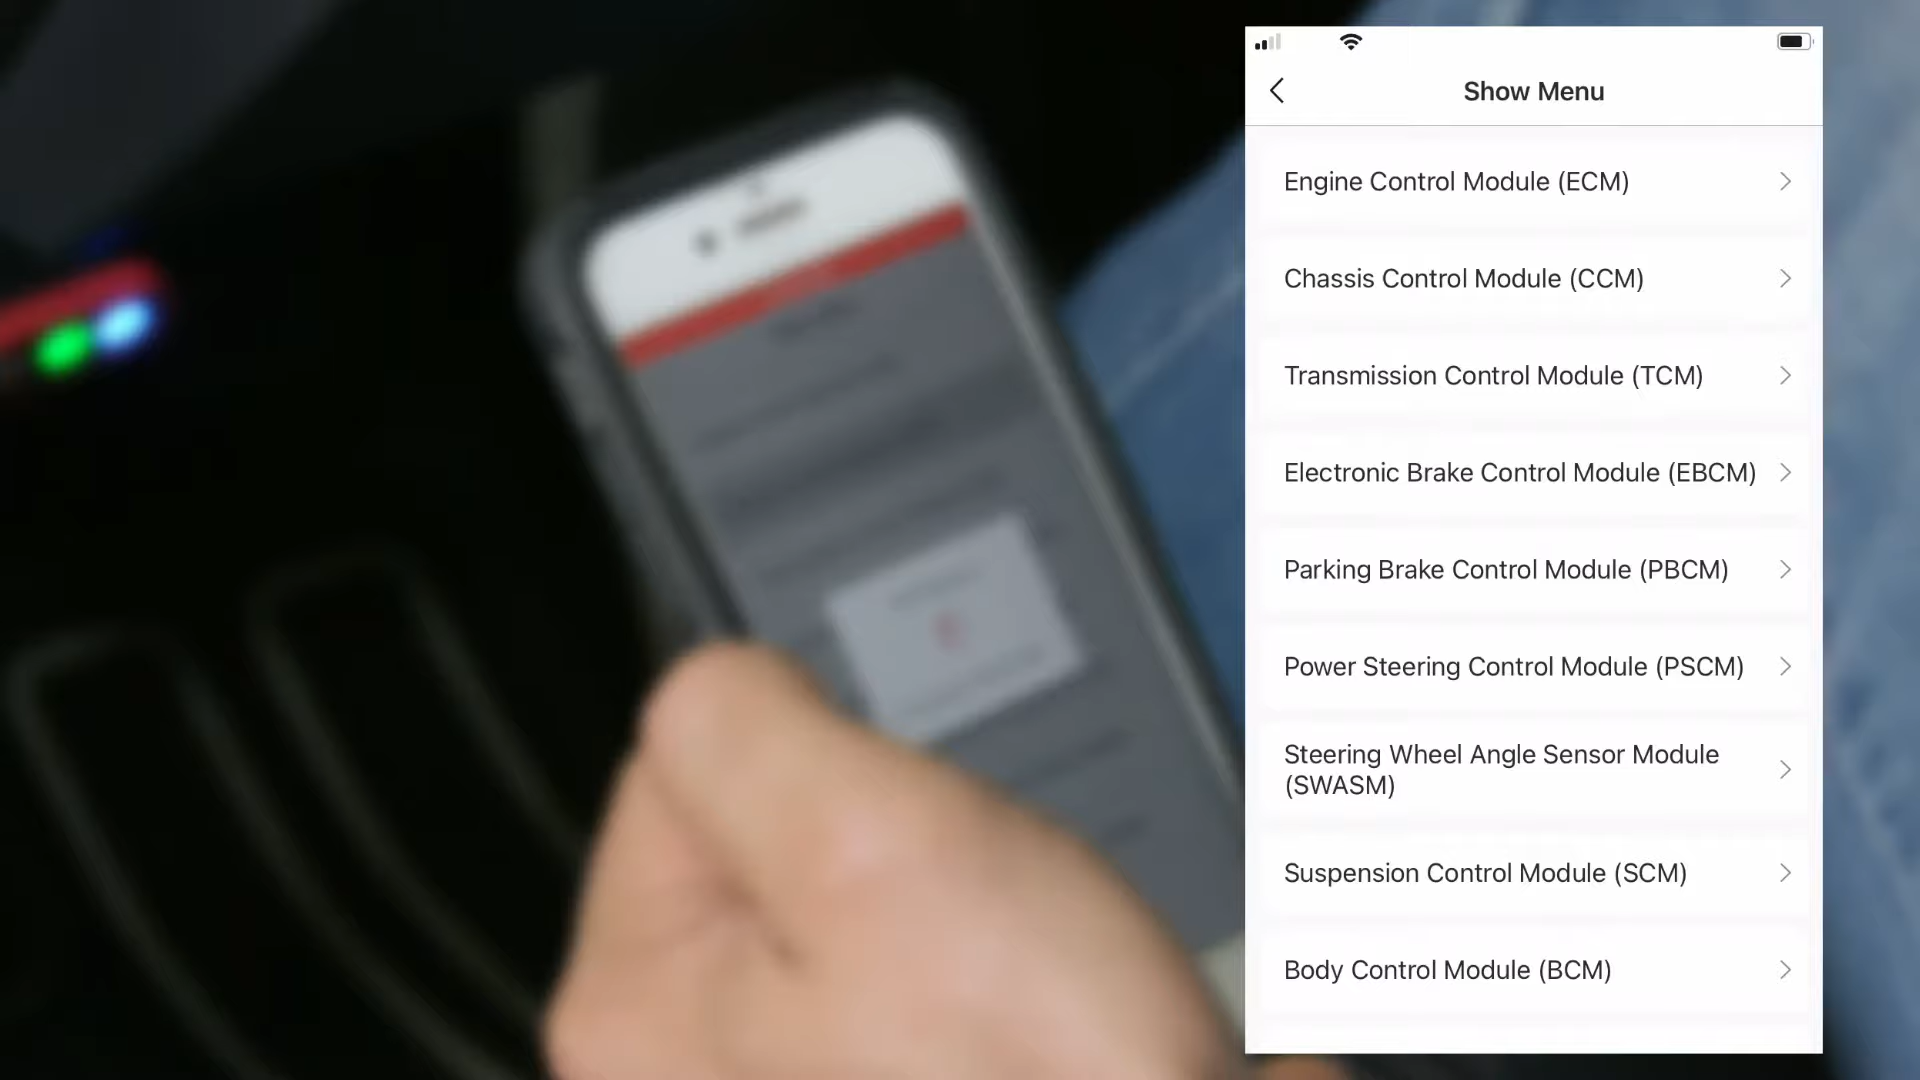 Show Menu
Engine Control Module (ECM)
Chassis Control Module (CCM)
Transmission Control Module (TCM)
Electronic Brake Control Module (EBCM)
Parking Brake Control Module (PBCM)
Power Steering Control Module (PSCM)
Steering Wheel Angle Sensor Module
(SWASM)
Suspension Control Module (SCM)
Body Control Module (BCM)